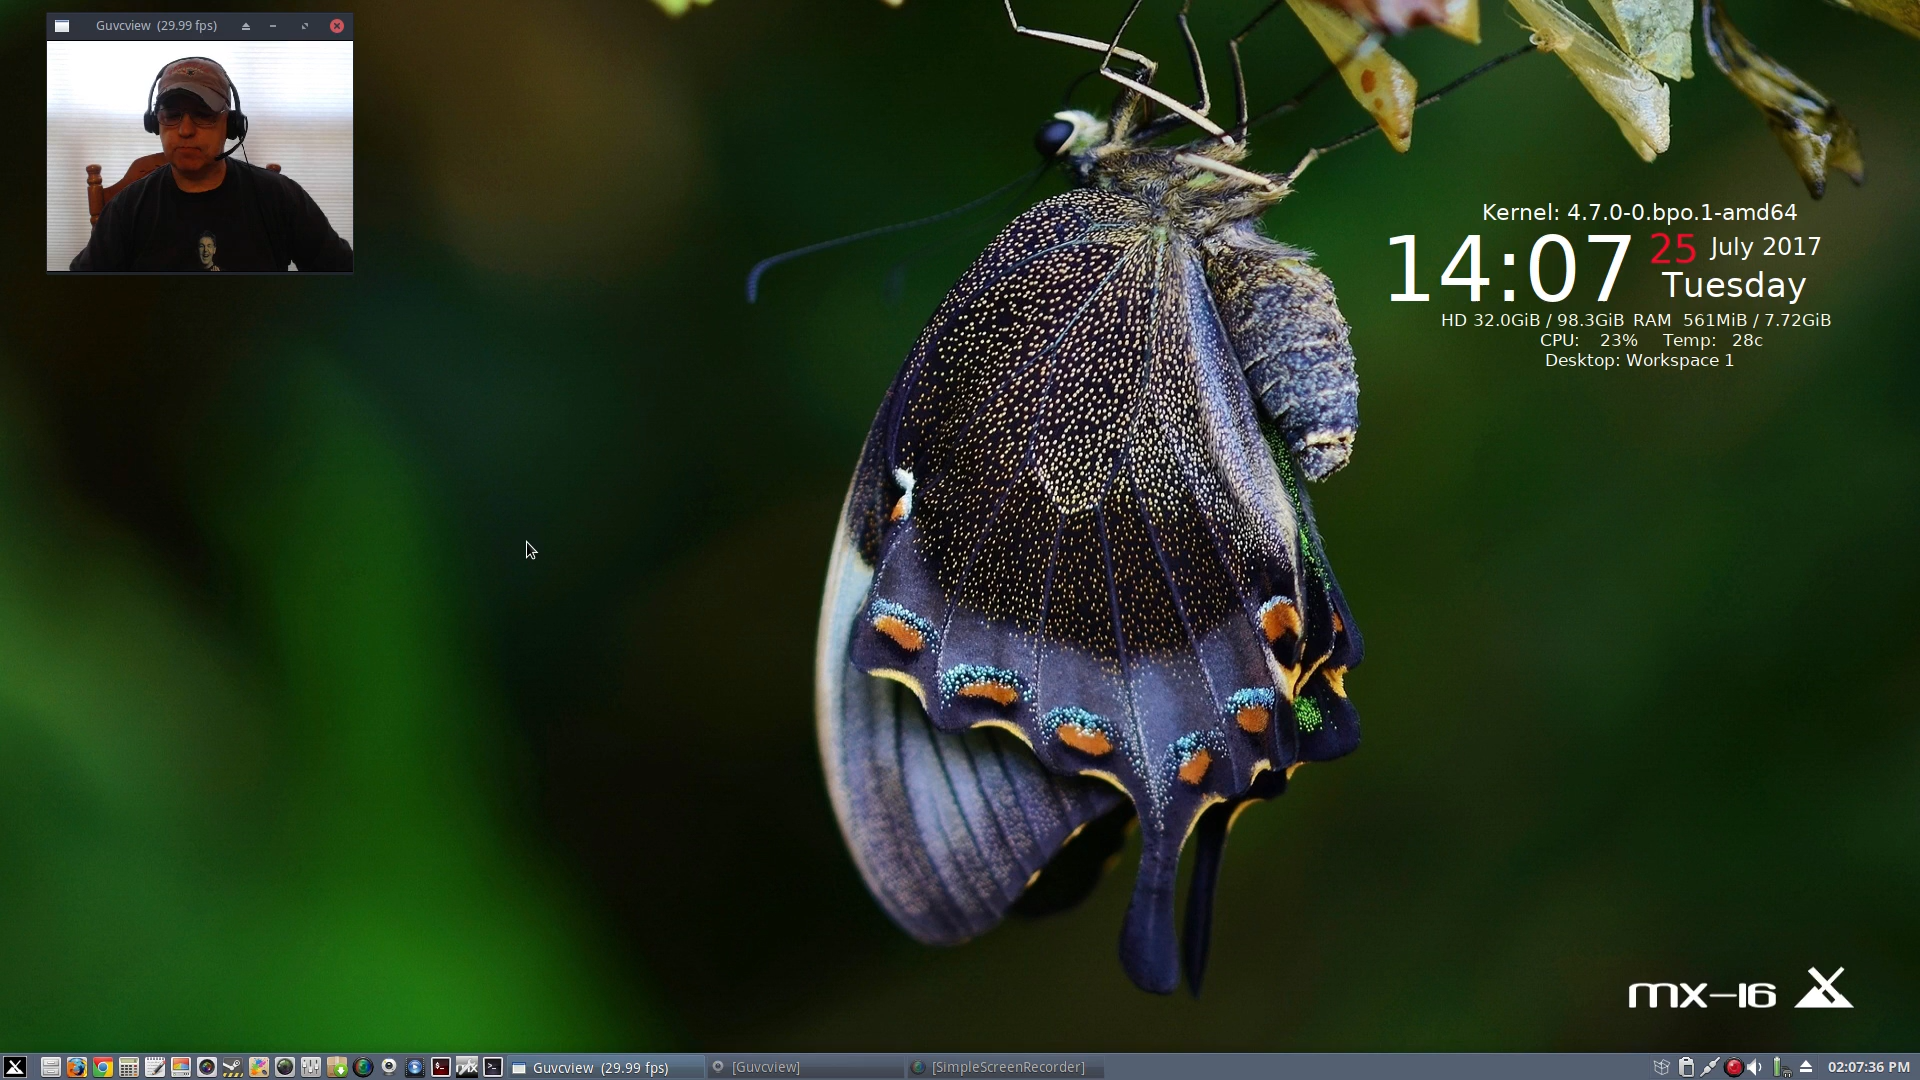 Guvcview (29.99 fps)
Kernel: 4.7.0-0.bpo.1-amd64
14:07 25 July 2017
Tuesday
HD 32.0GiB / 98.3GiB RAM 561MiB / 7.72GiB
CPU: 23% Temp: 28c
Desktop: Workspace 1
mx-16
Guvcview (29.99 fps) [Guvcview] [SimpleScreenRecorder] 02:07:36 PM